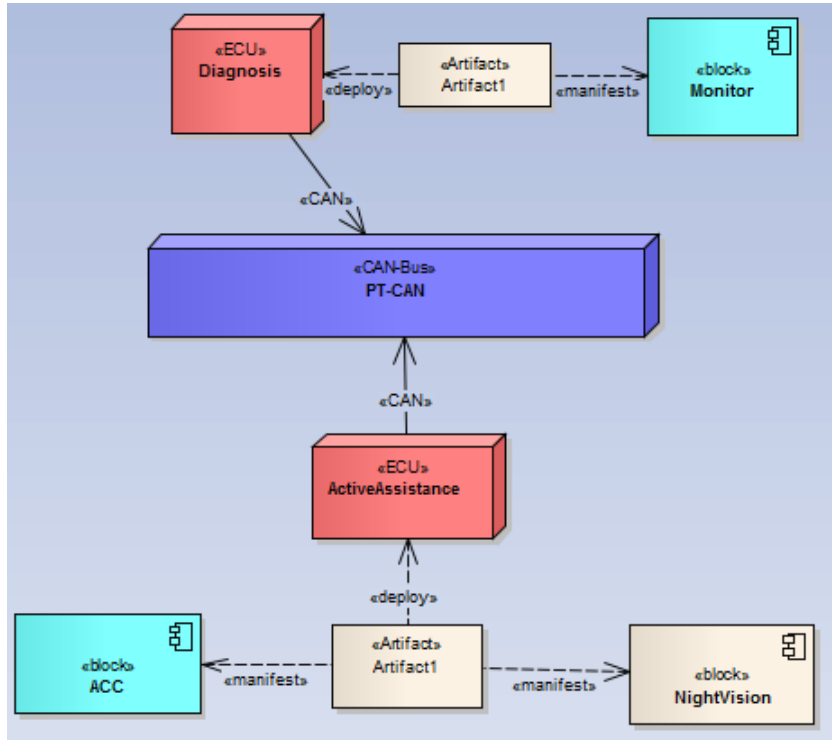 «ECU»
Diagnosis
«deploy»
«Artifact»
Artifact1
«manifest»
«block»
Monitor
«CAN»
«CAN-Bus»
PT-CAN
«CAN»
«ECU»
ActiveAssistance
«deploy»
«block»
ACC
«manifest»
«Artifact»
Artifact1
«manifest»
«block»
NightVision